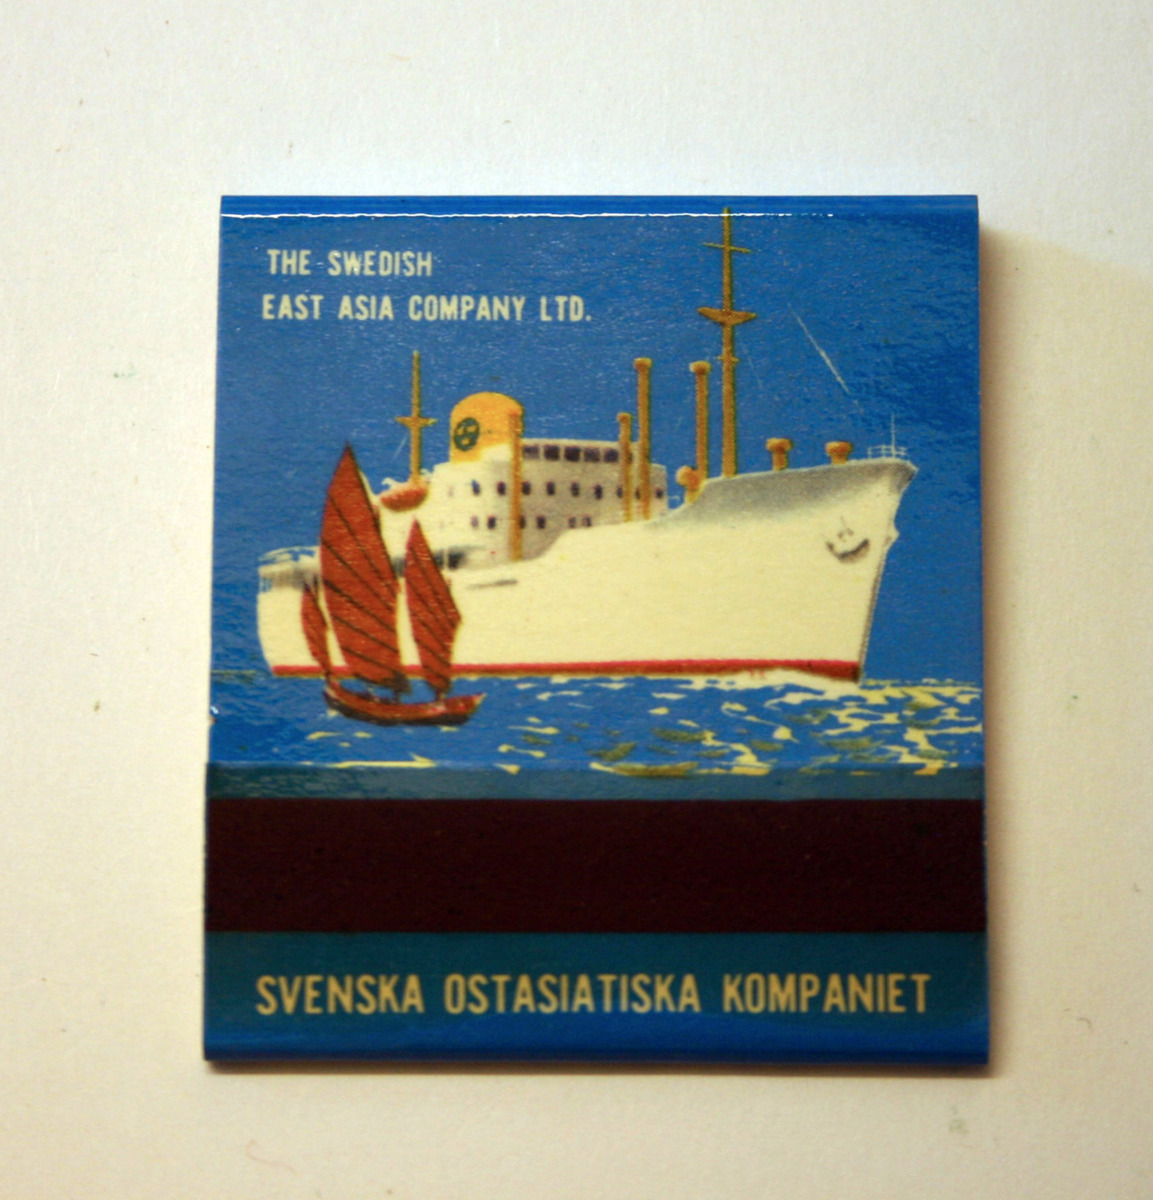 THE SWEDISH
EAST ASIA COMPANY LTD.
SVENSKA OSTASIATISKA KOMPANIET